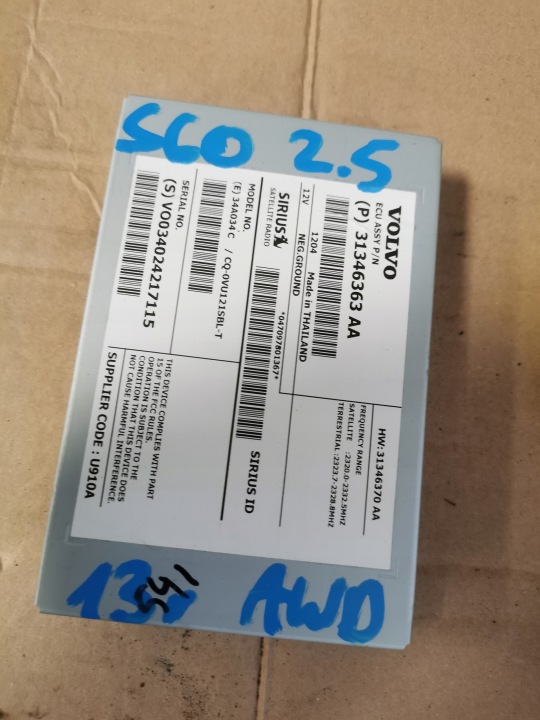 S60 2.5
VOLVO
ECU ASSY P/N
(P) 31346363 AA
1204 Made in THAILAND
12V NEG.GROUND
SIRIUS
SATELLITE RADIO
*047097801367*
SIRIUS ID
MODEL NO.
(E) 34A034C / CQ-0VU1215BL-T
SERIAL NO.
(S) VO034024217115
HW: 31346370 AA
FREQUENCY RANGE
SATELLITE :2320.0-2332.5MHZ
TERRESTRIAL :2323.7-2328.8MHZ
THIS DEVICE COMPLIES WITH PART
15 OF THE FCC RULES.
OPERATION IS SUBJECT TO THE
CONDITION THAT THIS DEVICE DOES
NOT CAUSE HARMFUL INTERFERENCE.
SUPPLIER CODE : U910A
AWD